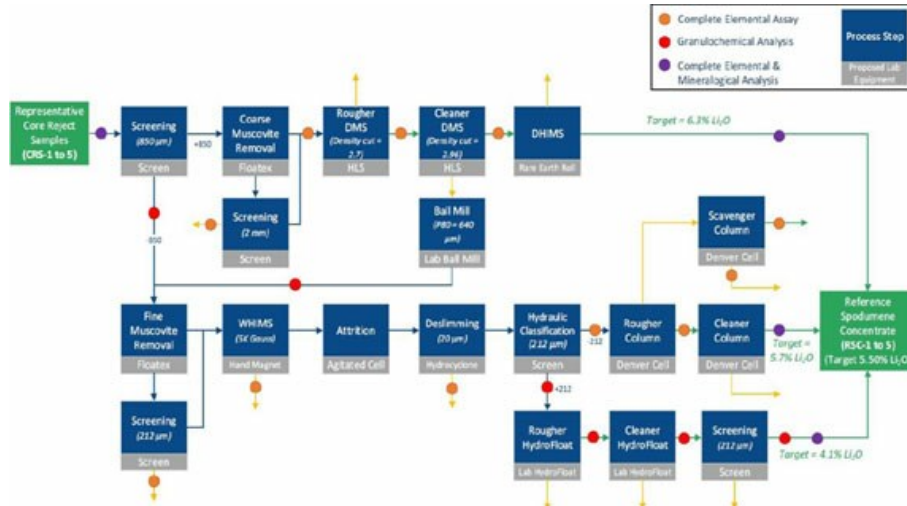 Complete Elemental Assay
Granulochemical Analysis
Complete Elemental &
Mineralogical Analysis
Process Step
Proposed Lab
Equipment
Representative
Core Reject
Samples
(CRS-1 to 5)
Screening
(850 µm)
Screen
+850
Coarse
Muscovite
Removal
Floatex
Rougher
DMS
(Density cut = 2.7)
HLS
Cleaner
DMS
(Density cut = 2.96)
HLS
DHIMS
Rare Earth Roll
Target = 6.3% Li₂O
Screening
(2 mm)
Screen
Ball Mill
(P80 = 640
µm)
Lab Ball Mill
Scavenger
Column
Denver Cell
-850
Fine
Muscovite
Removal
Floatex
WHIMS
(5K Gauss)
Hand Magnet
Attrition
Agitated Cell
Deslimming
(20 µm)
Hydrocyclone
Hydraulic
Classification
(212 µm)
Screen
-212
Rougher
Column
Denver Cell
Cleaner
Column
Denver Cell
Target =
5.7% Li₂O
Reference
Spodumene
Concentrate
(RSC-1 to 5)
(Target 5.50% Li₂O)
+212
Screening
(212 µm)
Screen
Rougher
HydroFloat
Lab HydroFloat
Cleaner
HydroFloat
Lab HydroFloat
Screening
(212 µm)
Screen
Target = 4.1% Li₂O